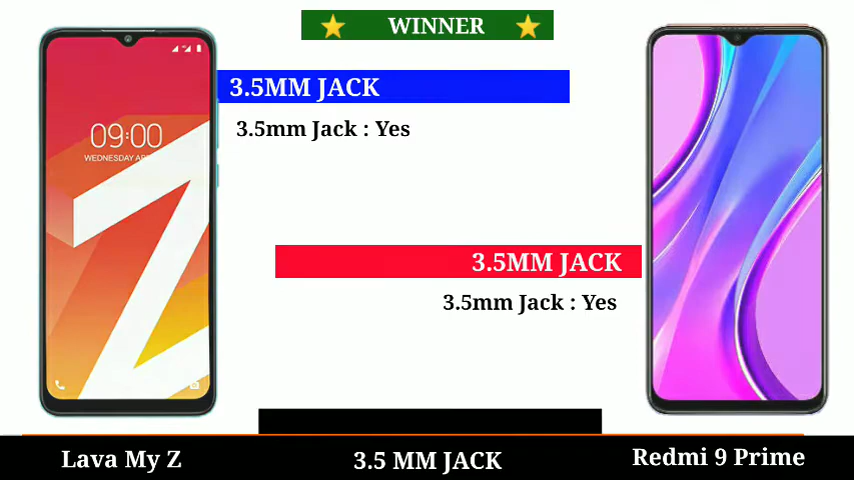 WINNER
3.5MM JACK
3.5mm Jack : Yes
09:00
WEDNESDAY
3.5MM JACK
3.5mm Jack : Yes
Lava My Z
3.5 MM JACK
Redmi 9 Prime